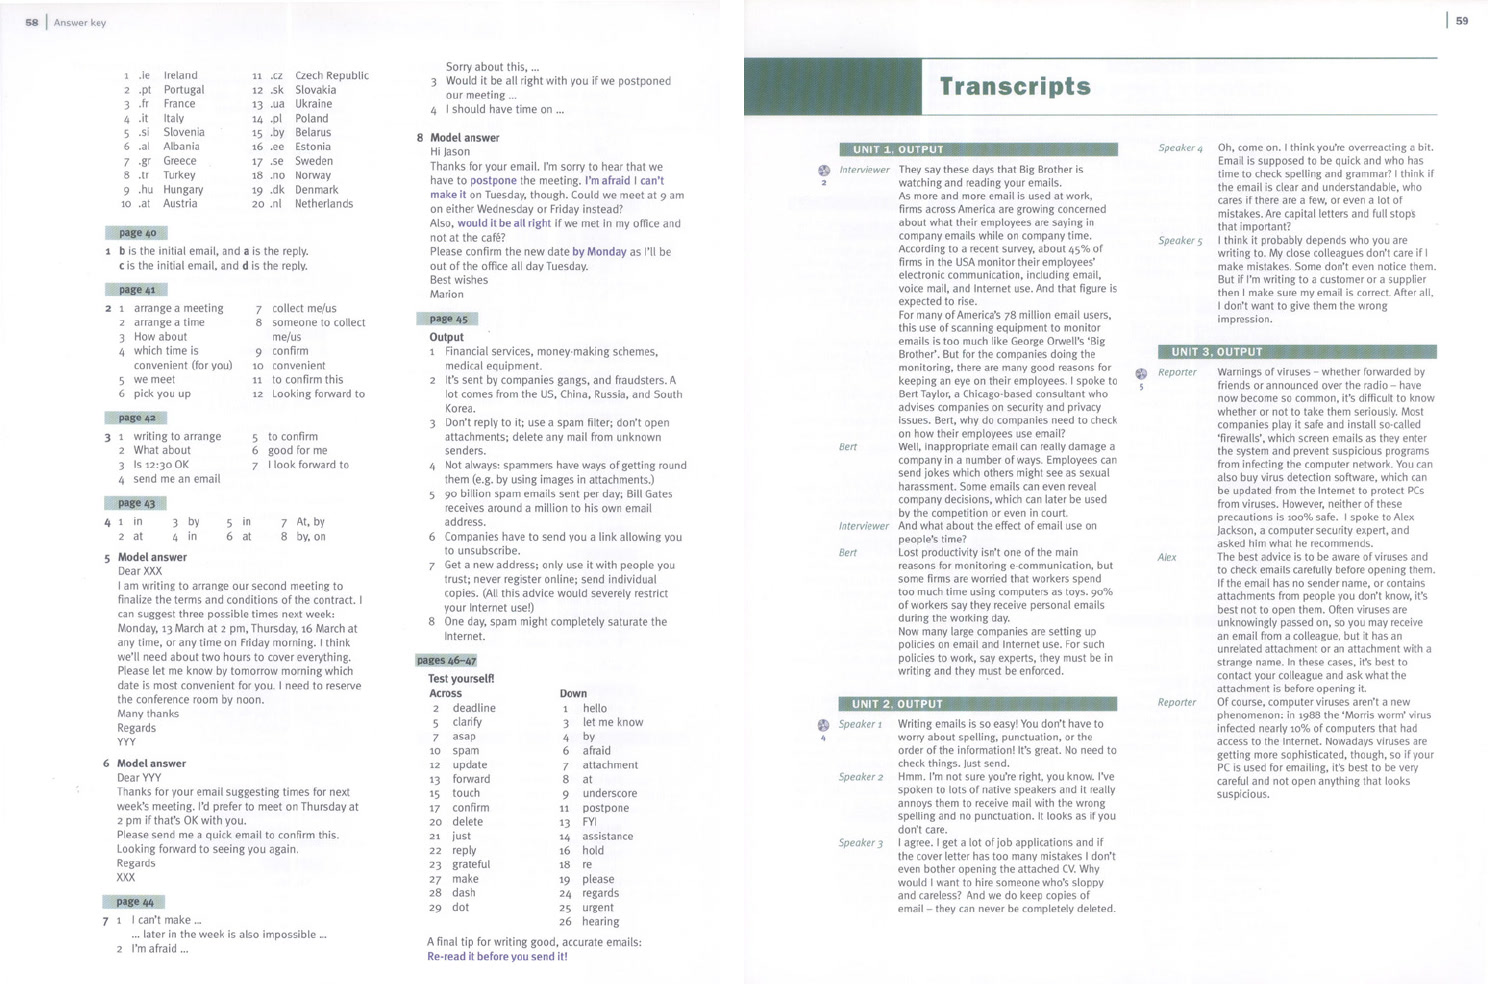 58 | Answer key
1 .ie Ireland
2 .pt Portugal
3 .fr France
4 .it Italy
5 .si Slovenia
6 .al Albania
7 .gr Greece
8 .tr Turkey
9 .hu Hungary
10 .at Austria
11 .cz Czech Republic
12 .sk Slovakia
13 .ua Ukraine
14 .pl Poland
15 .by Belarus
16 .ee Estonia
17 .se Sweden
18 .no Norway
19 .dk Denmark
20 .nl Netherlands
page 40
1 b is the initial email, and a is the reply.
c is the initial email, and d is the reply.
page 41
2 1 arrange a meeting
2 arrange a time
3 How about
4 which time is
convenient (for you)
5 we meet
6 pick you up
7 collect me/us
8 someone to collect
me/us
9 confirm
10 convenient
11 to confirm this
12 Looking forward to
page 42
3 1 writing to arrange
2 What about
3 Is 12:30 OK
4 send me an email
5 to confirm
6 good for me
7 I look forward to
page 43
4 1 in 3 by 5 in 7 At, by
2 at 4 in 6 at 8 by, on
5 Model answer
Dear XXX
I am writing to arrange our second meeting to
finalize the terms and conditions of the contract. I
can suggest three possible times next week:
Monday, 13 March at 2 pm, Thursday, 16 March at
any time, or any time on Friday morning. I think
we'll need about two hours to cover everything.
Please let me know by tomorrow morning which
date is most convenient for you. I need to reserve
the conference room by noon.
Many thanks
Regards
YYY
6 Model answer
Dear YYY
Thanks for your email suggesting times for next
week's meeting. I'd prefer to meet on Thursday at
2 pm if that's OK with you.
Please send me a quick email to confirm this.
Looking forward to seeing you again.
Regards
XXX
page 44
7 1 I can't make ...
... later in the week is also impossible ...
2 I'm afraid ...
Sorry about this, ...
3 Would it be all right with you if we postponed
our meeting ...
4 I should have time on ...
8 Model answer
Hi Jason
Thanks for your email. I'm sorry to hear that we
have to postpone the meeting. I'm afraid I can't
make it on Tuesday, though. Could we meet at 9 am
on either Wednesday or Friday instead?
Also, would it be all right if we met in my office and
not at the café?
Please confirm the new date by Monday as I'll be
out of the office all day Tuesday.
Best wishes
Marion
page 45
Output
1 Financial services, money-making schemes,
medical equipment.
2 It's sent by companies gangs, and fraudsters. A
lot comes from the US, China, Russia, and South
Korea.
3 Don't reply to it; use a spam filter; don't open
attachments; delete any mail from unknown
senders.
4 Not always: spammers have ways of getting round
them (e.g. by using images in attachments.)
5 90 billion spam emails sent per day; Bill Gates
receives around a million to his own email
address.
6 Companies have to send you a link allowing you
to unsubscribe.
7 Get a new address; only use it with people you
trust; never register online; send individual
copies. (All this advice would severely restrict
your Internet use!)
8 One day, spam might completely saturate the
Internet.
pages 46–47
Test yourself!
Across
2 deadline
5 clarify
7 asap
10 spam
12 update
13 forward
15 touch
17 confirm
20 delete
21 just
22 reply
23 grateful
27 make
28 dash
29 dot
Down
1 hello
3 let me know
4 by
6 afraid
7 attachment
8 at
9 underscore
11 postpone
13 FYI
14 assistance
16 hold
18 re
19 please
24 regards
25 urgent
26 hearing
A final tip for writing good, accurate emails:
Re-read it before you send it!
| 59
Transcripts
UNIT 1, OUTPUT
2
Interviewer They say these days that Big Brother is
watching and reading your emails.
As more and more email is used at work,
firms across America are growing concerned
about what their employees are saying in
company emails while on company time.
According to a recent survey, about 45% of
firms in the USA monitor their employees'
electronic communication, including email,
voice mail, and Internet use. And that figure is
expected to rise.
For many of America's 78 million email users,
this use of scanning equipment to monitor
emails is too much like George Orwell's 'Big
Brother'. But for the companies doing the
monitoring, there are many good reasons for
keeping an eye on their employees. I spoke to
Bert Taylor, a Chicago-based consultant who
advises companies on security and privacy
issues. Bert, why do companies need to check
on how their employees use email?
Bert Well, inappropriate email can really damage a
company in a number of ways. Employees can
send jokes which others might see as sexual
harassment. Some emails can even reveal
company decisions, which can later be used
by the competition or even in court.
Interviewer And what about the effect of email use on
people's time?
Bert Lost productivity isn't one of the main
reasons for monitoring e-communication, but
some firms are worried that workers spend
too much time using computers as toys. 90%
of workers say they receive personal emails
during the working day.
Now many large companies are setting up
policies on email and Internet use. For such
policies to work, say experts, they must be in
writing and they must be enforced.
UNIT 2, OUTPUT
4
Speaker 1 Writing emails is so easy! You don't have to
worry about spelling, punctuation, or the
order of the information! It's great. No need to
check things. Just send.
Speaker 2 Hmm. I'm not sure you're right, you know. I've
spoken to lots of native speakers and it really
annoys them to receive mail with the wrong
spelling and no punctuation. It looks as if you
don't care.
Speaker 3 I agree. I get a lot of job applications and if
the cover letter has too many mistakes I don't
even bother opening the attached CV. Why
would I want to hire someone who's sloppy
and careless? And we do keep copies of
email – they can never be completely deleted.
Speaker 4 Oh, come on. I think you're overreacting a bit.
Email is supposed to be quick and who has
time to check spelling and grammar? I think if
the email is clear and understandable, who
cares if there are a few, or even a lot of
mistakes. Are capital letters and full stops
that important?
Speaker 5 I think it probably depends who you are
writing to. My close colleagues don't care if I
make mistakes. Some don't even notice them.
But if I'm writing to a customer or a supplier
then I make sure my email is correct. After all,
I don't want to give them the wrong
impression.
UNIT 3, OUTPUT
5
Reporter Warnings of viruses – whether forwarded by
friends or announced over the radio – have
now become so common, it's difficult to know
whether or not to take them seriously. Most
companies play it safe and install so-called
'firewalls', which screen emails as they enter
the system and prevent suspicious programs
from infecting the computer network. You can
also buy virus detection software, which can
be updated from the Internet to protect PCs
from viruses. However, neither of these
precautions is 100% safe. I spoke to Alex
Jackson, a computer security expert, and
asked him what he recommends.
Alex The best advice is to be aware of viruses and
to check emails carefully before opening them.
If the email has no sender name, or contains
attachments from people you don't know, it's
best not to open them. Often viruses are
unknowingly passed on, so you may receive
an email from a colleague, but it has an
unrelated attachment or an attachment with a
strange name. In these cases, it's best to
contact your colleague and ask what the
attachment is before opening it.
Reporter Of course, computer viruses aren't a new
phenomenon: in 1988 the 'Morris worm' virus
infected nearly 10% of computers that had
access to the Internet. Nowadays viruses are
getting more sophisticated, though, so if your
PC is used for emailing, it's best to be very
careful and not open anything that looks
suspicious.